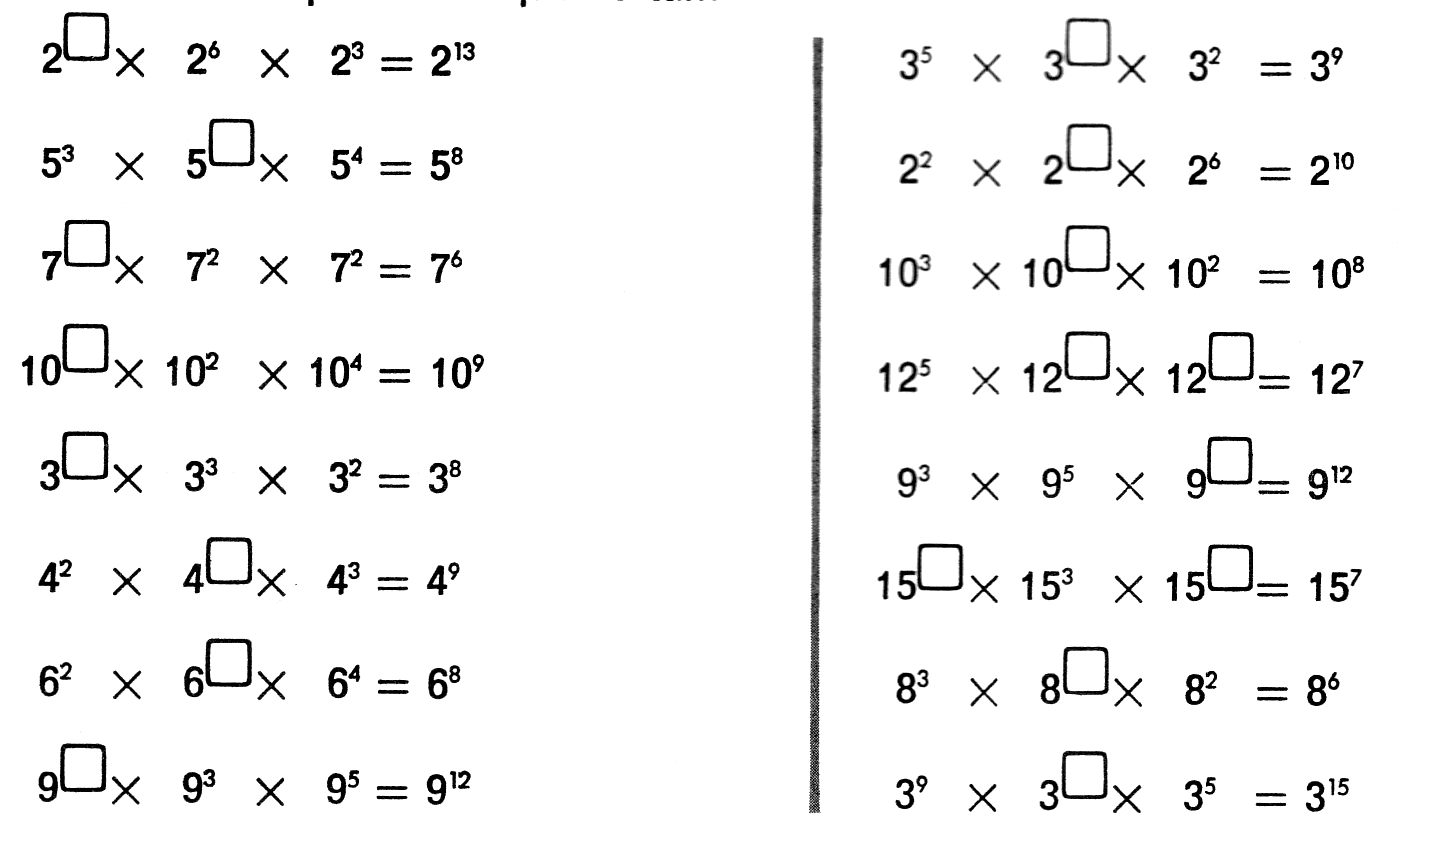 2□ × 2⁶ × 2³ = 2¹³
5³ × 5□ × 5⁴ = 5⁸
7□ × 7² × 7² = 7⁶
10□ × 10² × 10⁴ = 10⁹
3□ × 3³ × 3² = 3⁸
4² × 4□ × 4³ = 4⁹
6² × 6□ × 6⁴ = 6⁸
9□ × 9³ × 9⁵ = 9¹²
3⁵ × 3□ × 3² = 3⁹
2² × 2□ × 2⁶ = 2¹⁰
10³ × 10□ × 10² = 10⁸
12⁵ × 12□ × 12□ = 12⁷
9³ × 9⁵ × 9□ = 9¹²
15□ × 15³ × 15□ = 15⁷
8³ × 8□ × 8² = 8⁶
3⁹ × 3□ × 3⁵ = 3¹⁵